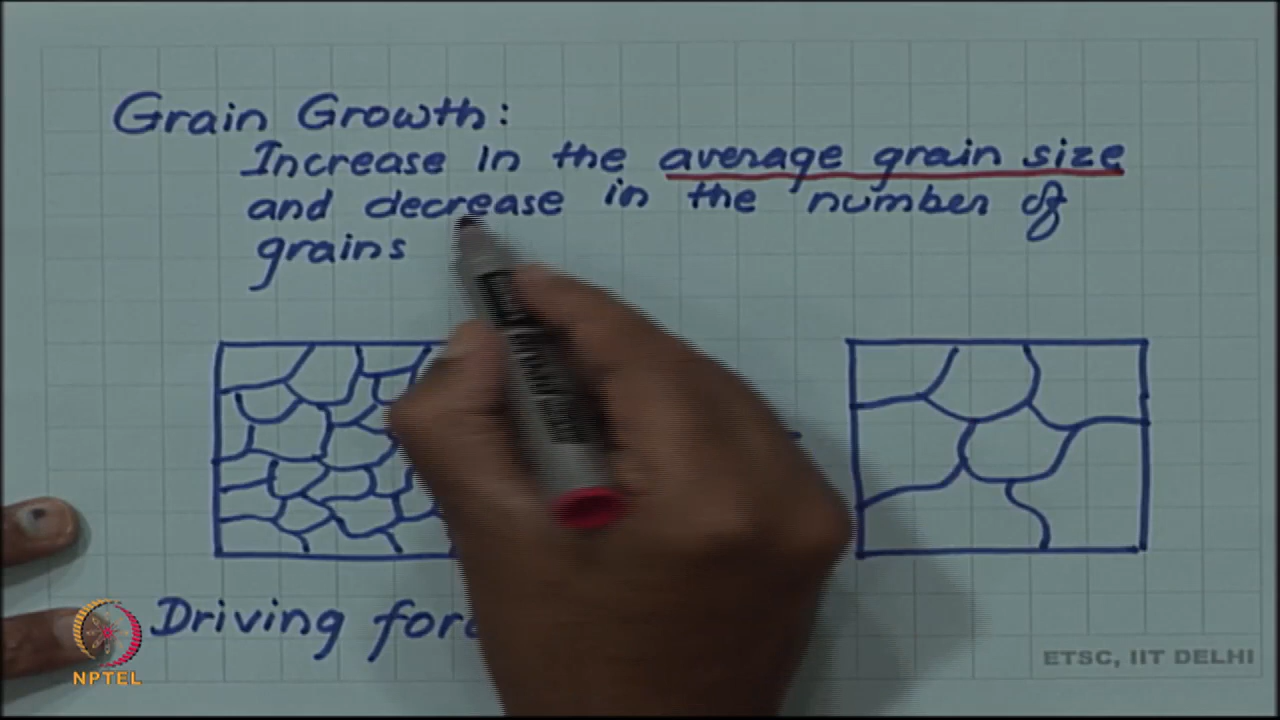 Grain Growth:
Increase in the average grain size
and decrease in the number of
grains
Driving
NPTEL
ETSC, IIT DELHI